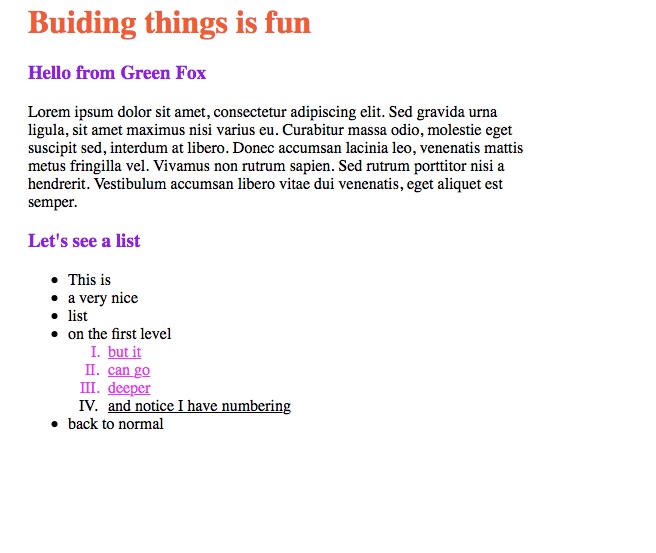 Buiding things is fun
Hello from Green Fox
Lorem ipsum dolor sit amet, consectetur adipiscing elit. Sed gravida urna
ligula, sit amet maximus nisi varius eu. Curabitur massa odio, molestie eget
suscipit sed, interdum at libero. Donec accumsan lacinia leo, venenatis mattis
metus fringilla vel. Vivamus non rutrum sapien. Sed rutrum porttitor nisi a
hendrerit. Vestibulum accumsan libero vitae dui venenatis, eget aliquet est
semper.
Let's see a list
• This is
• a very nice
• list
• on the first level
I. but it
II. can go
III. deeper
IV. and notice I have numbering
• back to normal